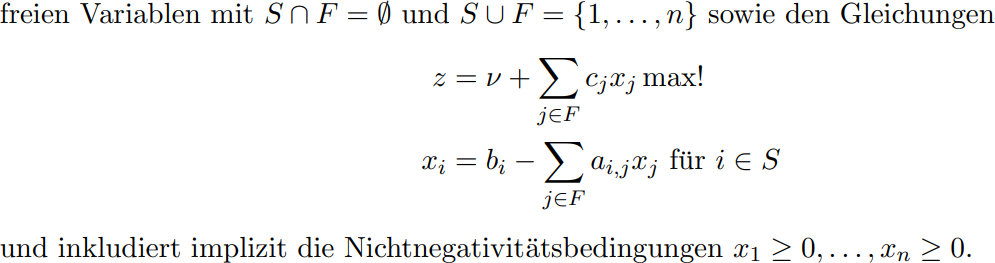 freien Variablen mit S ∩ F = ∅ und S ∪ F = {1, . . . , n} sowie den Gleichungen
z = ν + ∑_{j∈F} c_j x_j max!
x_i = b_i − ∑_{j∈F} a_{i,j} x_j für i ∈ S
und inkludiert implizit die Nichtnegativitätsbedingungen x_1 ≥ 0, . . . , x_n ≥ 0.